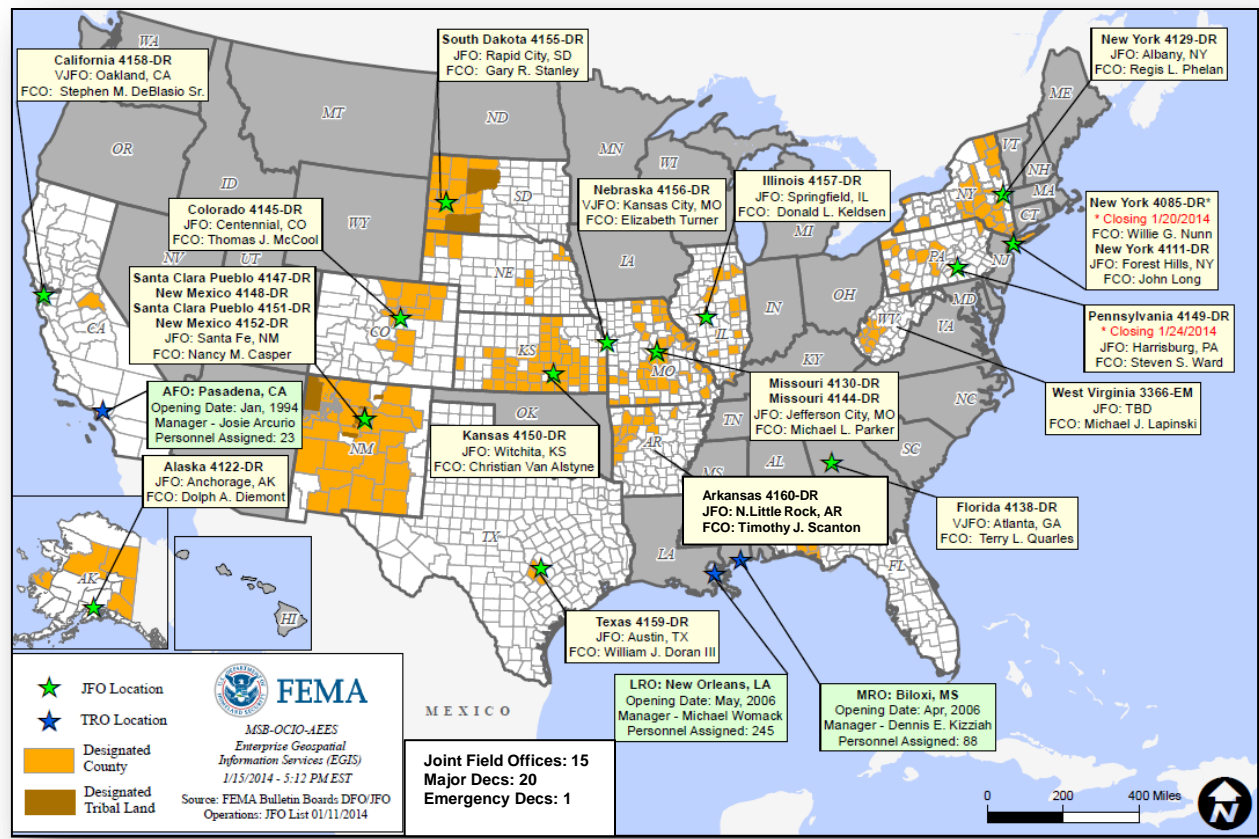 California 4158-DR
VJFO: Oakland, CA
FCO: Stephen M. DeBlasio Sr.
South Dakota 4155-DR
JFO: Rapid City, SD
FCO: Gary R. Stanley
New York 4129-DR
JFO: Albany, NY
FCO: Regis L. Phelan
Colorado 4145-DR
JFO: Centennial, CO
FCO: Thomas J. McCool
Nebraska 4156-DR
VJFO: Kansas City, MO
FCO: Elizabeth Turner
Illinois 4157-DR
JFO: Springfield, IL
FCO: Donald L. Keldsen
New York 4085-DR*
* Closing 1/20/2014
FCO: Willie G. Nunn
New York 4111-DR
JFO: Forest Hills, NY
FCO: John Long
Santa Clara Pueblo 4147-DR
New Mexico 4148-DR
Santa Clara Pueblo 4151-DR
New Mexico 4152-DR
JFO: Santa Fe, NM
FCO: Nancy M. Casper
Pennsylvania 4149-DR
* Closing 1/24/2014
JFO: Harrisburg, PA
FCO: Steven S. Ward
AFO: Pasadena, CA
Opening Date: Jan, 1994
Manager - Josie Arcurio
Personnel Assigned: 23
Missouri 4130-DR
Missouri 4144-DR
JFO: Jefferson City, MO
FCO: Michael L. Parker
West Virginia 3366-EM
JFO: TBD
FCO: Michael J. Lapinski
Kansas 4150-DR
JFO: Witchita, KS
FCO: Christian Van Alstyne
Alaska 4122-DR
JFO: Anchorage, AK
FCO: Dolph A. Diemont
Arkansas 4160-DR
JFO: N.Little Rock, AR
FCO: Timothy J. Scanton
Florida 4138-DR
VJFO: Atlanta, GA
FCO: Terry L. Quarles
Texas 4159-DR
JFO: Austin, TX
FCO: William J. Doran III
LRO: New Orleans, LA
Opening Date: May, 2006
Manager - Michael Womack
Personnel Assigned: 245
MRO: Biloxi, MS
Opening Date: Apr, 2006
Manager - Dennis E. Kizziah
Personnel Assigned: 88
WA
MT
ND
MN
ME
OR
ID
WY
SD
WI
MI
VT
NH
NY
MA
CT
NV
UT
NE
IA
PA
NJ
CA
CO
KS
MO
IL
IN
OH
MD
WV
VA
KY
NM
OK
AR
TN
NC
SC
MS
AL
TX
LA
FL
AK
HI
MEXICO
JFO Location
TRO Location
Designated
County
Designated
Tribal Land
FEMA
MSB-OCIO-AEES
Enterprise Geospatial
Information Services (EGIS)
1/15/2014 - 5:12 PM EST
Source: FEMA Bulletin Boards DFO/JFO
Operations: JFO List 01/11/2014
Joint Field Offices: 15
Major Decs: 20
Emergency Decs: 1
0 200 400 Miles
N